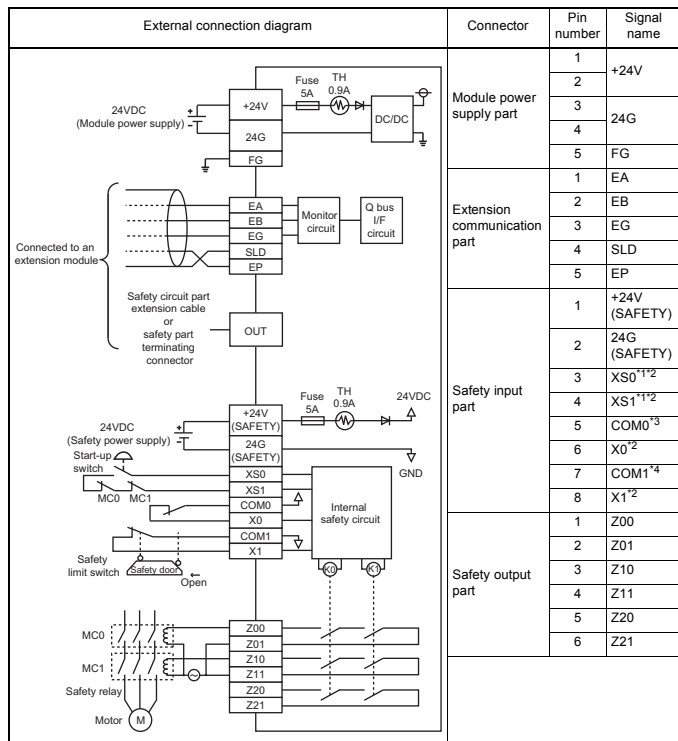 External connection diagram
Connector
Pin number
Signal name
24VDC
(Module power supply)
+
+24V
24G
FG
Fuse
5A
TH
0.9A
DC/DC
Connected to an
extension module
EA
EB
EG
SLD
EP
Monitor
circuit
Q bus
I/F
circuit
Safety circuit part
extension cable
or
safety part
terminating
connector
OUT
24VDC
(Safety power supply)
+
+24V
(SAFETY)
24G
(SAFETY)
XS0
XS1
COM0
X0
COM1
X1
Fuse
5A
TH
0.9A
24VDC
GND
Start-up
switch
MC0 MC1
Internal
safety circuit
Safety
limit switch
Safety door
Open
K0
K1
MC0
MC1
Safety relay
Motor
M
Z00
Z01
Z10
Z11
Z20
Z21
Module power
supply part
1
+24V
2
3
24G
4
5 FG
Extension
communication
part
1 EA
2 EB
3 EG
4 SLD
5 EP
Safety input
part
1 +24V
(SAFETY)
2 24G
(SAFETY)
3 XS0*1*2
4 XS1*1*2
5 COM0*3
6 X0*2
7 COM1*4
8 X1*2
Safety output
part
1 Z00
2 Z01
3 Z10
4 Z11
5 Z20
6 Z21